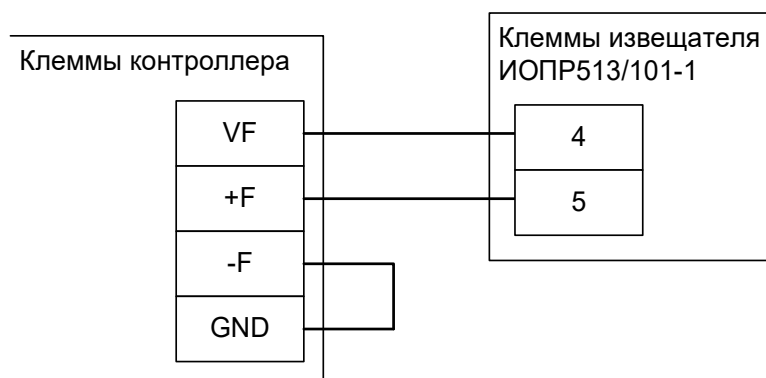 Клеммы контроллера
VF
+F
-F
GND
Клеммы извещателя
ИОПР513/101-1
4
5